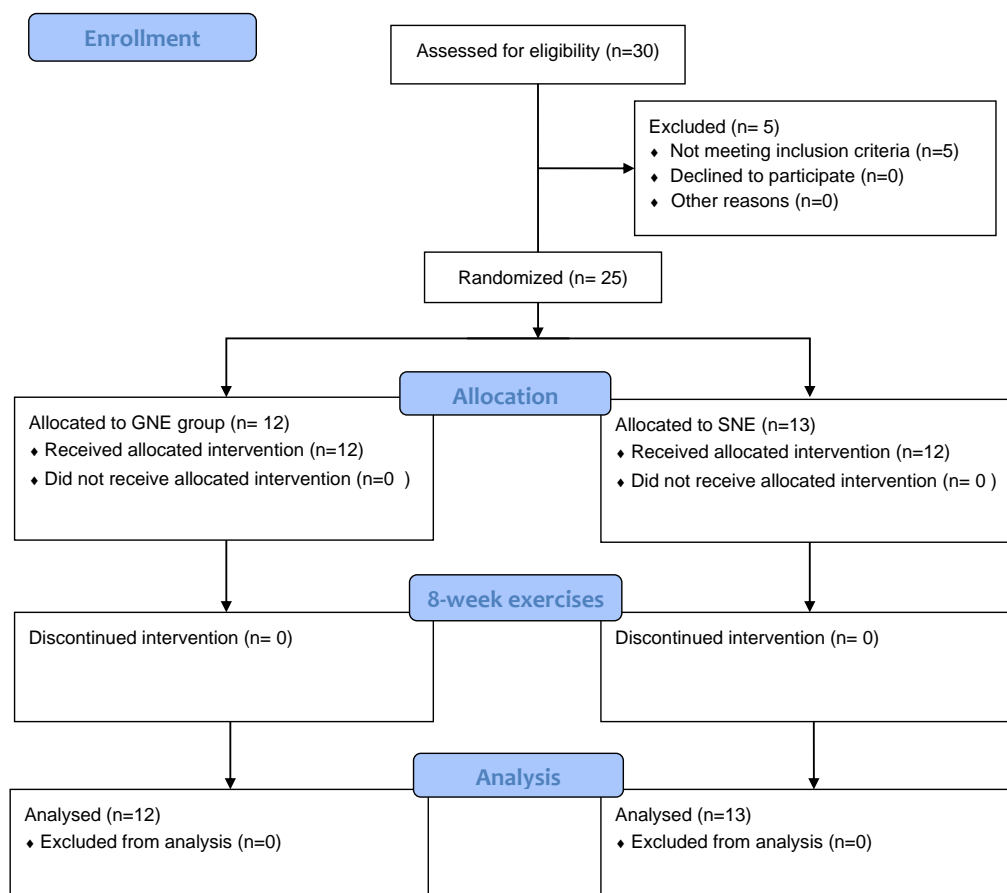 Enrollment
Assessed for eligibility (n=30)
Excluded (n= 5)
♦ Not meeting inclusion criteria (n=5)
♦ Declined to participate (n=0)
♦ Other reasons (n=0)
Randomized (n= 25)
Allocation
Allocated to GNE group (n= 12)
♦ Received allocated intervention (n=12)
♦ Did not receive allocated intervention (n=0 )
Allocated to SNE (n=13)
♦ Received allocated intervention (n=12)
♦ Did not receive allocated intervention (n= 0 )
8-week exercises
Discontinued intervention (n= 0)
Discontinued intervention (n= 0)
Analysis
Analysed (n=12)
♦ Excluded from analysis (n=0)
Analysed (n=13)
♦ Excluded from analysis (n=0)